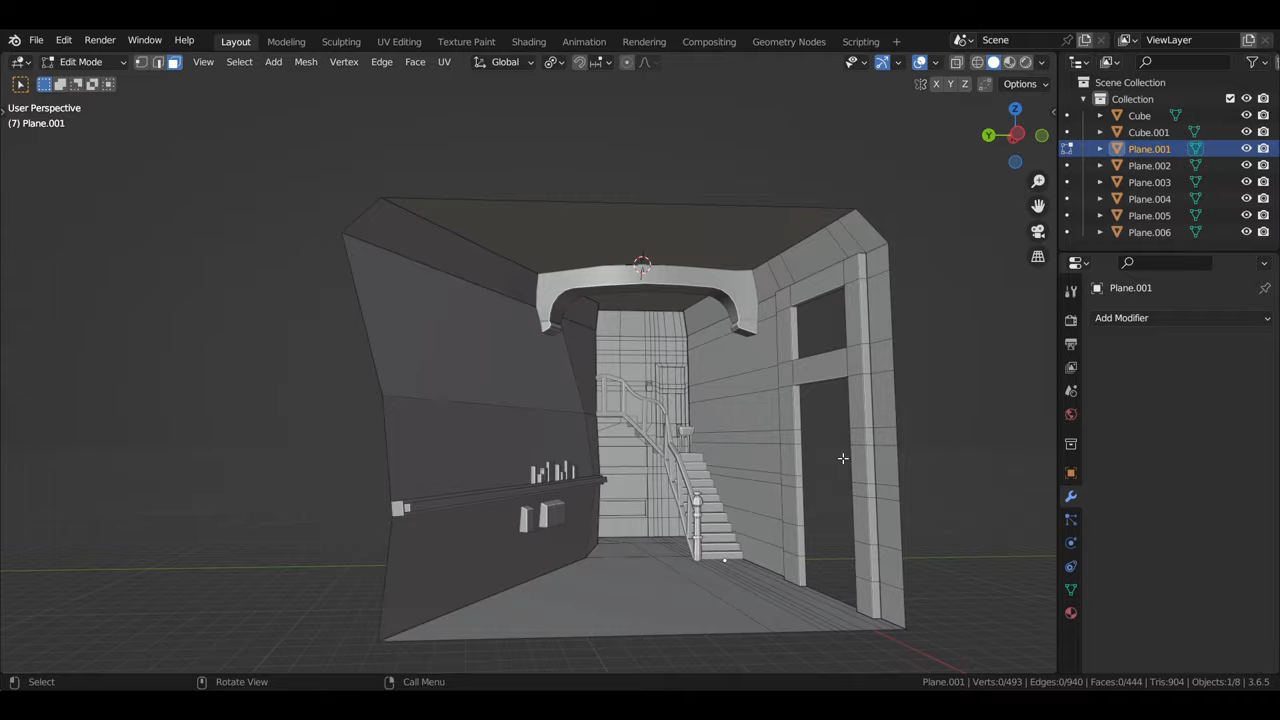 File Edit Render Window Help Layout Modeling Sculpting UV Editing Texture Paint Shading Animation Rendering Compositing Geometry Nodes Scripting + Scene ViewLayer
Edit Mode View Select Add Mesh Vertex Edge Face UV Global
X Y Z Options
User Perspective
(7) Plane.001
Z
Y
Scene Collection
Collection
Cube
Cube.001
Plane.001
Plane.002
Plane.003
Plane.004
Plane.005
Plane.006
Plane.001
Add Modifier
Select Rotate View Call Menu Plane.001 | Verts:0/493 | Edges:0/940 | Faces:0/444 | Tris:904 | Objects:1/8 | 3.6.5